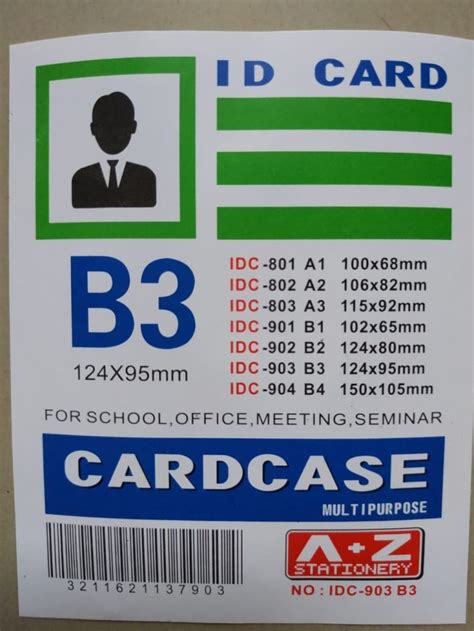 ID CARD
B3
124X95mm
IDC-801 A1 100x68mm
IDC-802 A2 106x82mm
IDC-803 A3 115x92mm
IDC-901 B1 102x65mm
IDC-902 B2 124x80mm
IDC-903 B3 124x95mm
IDC-904 B4 150x105mm
FOR SCHOOL,OFFICE,MEETING,SEMINAR
CARDCASE
MULTIPURPOSE
3211621137903
A+Z
STATIONERY
NO : IDC-903 B3